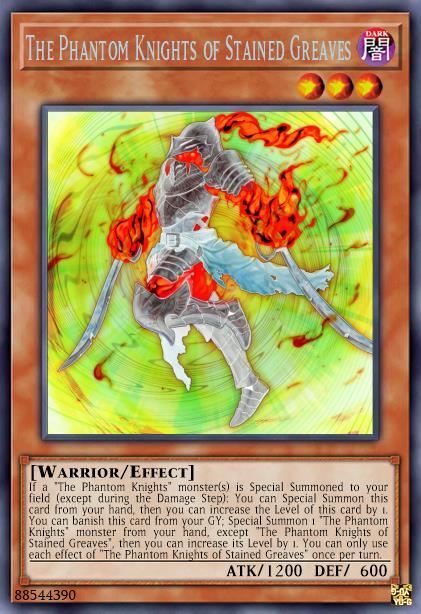 The Phantom Knights of Stained Greaves
DARK
闇
[Warrior/Effect]
If a "The Phantom Knights" monster(s) is Special Summoned to your
field (except during the Damage Step): You can Special Summon this
card from your hand, then you can increase the Level of this card by 1.
You can banish this card from your GY; Special Summon 1 "The Phantom
Knights" monster from your hand, except "The Phantom Knights of
Stained Greaves", then you can increase its Level by 1. You can only use
each effect of "The Phantom Knights of Stained Greaves" once per turn.
ATK/1200 DEF/ 600
88544390